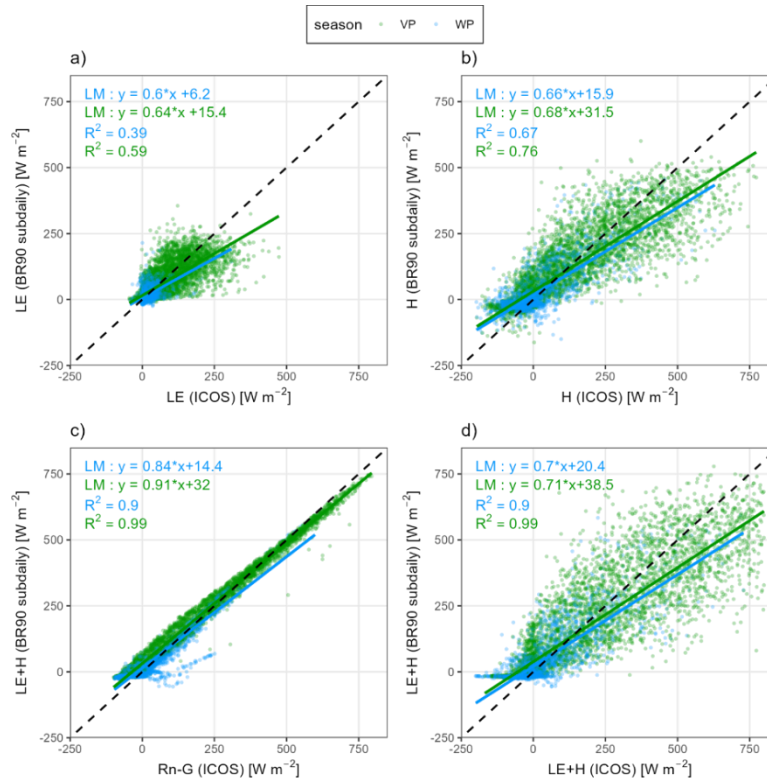 season VP WP
a)
LM : y = 0.6*x +6.2
LM : y = 0.64*x +15.4
R² = 0.39
R² = 0.59
750
500
250
0
-250
-250 0 250 500 750
LE (BR90 subdaily) [W m⁻²]
LE (ICOS) [W m⁻²]
b)
LM : y = 0.66*x+15.9
LM : y = 0.68*x+31.5
R² = 0.67
R² = 0.76
750
500
250
0
-250
-250 0 250 500 750
H (BR90 subdaily) [W m⁻²]
H (ICOS) [W m⁻²]
c)
LM : y = 0.84*x+14.4
LM : y = 0.91*x+32
R² = 0.9
R² = 0.99
750
500
250
0
-250
-250 0 250 500 750
LE+H (BR90 subdaily) [W m⁻²]
Rn-G (ICOS) [W m⁻²]
d)
LM : y = 0.7*x+20.4
LM : y = 0.71*x+38.5
R² = 0.9
R² = 0.99
750
500
250
0
-250
-250 0 250 500 750
LE+H (BR90 subdaily) [W m⁻²]
LE+H (ICOS) [W m⁻²]